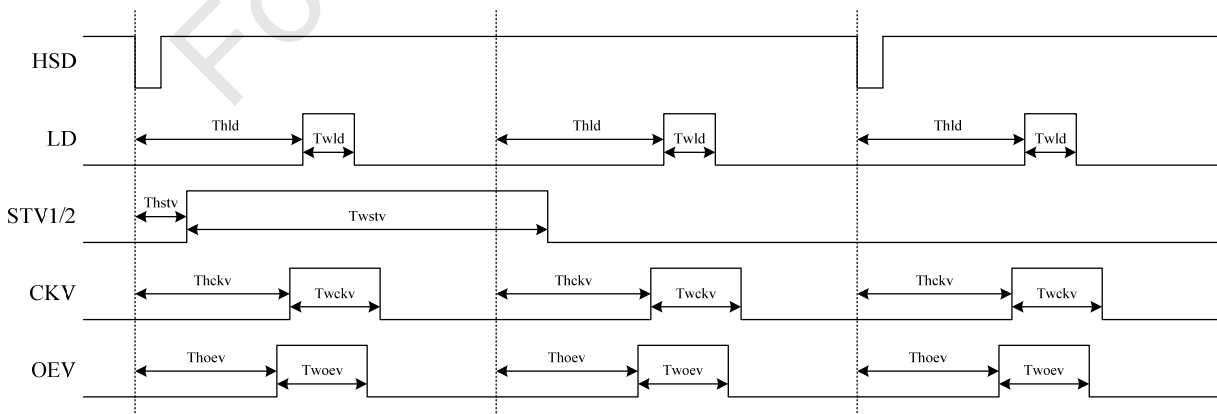 Fo
HSD
LD
Thld
Twld
Thld
Twld
Thld
Twld
STV1/2
Thstv
Twstv
CKV
Thckv
Twckv
Thckv
Twckv
Thckv
Twckv
OEV
Thoev
Twoev
Thoev
Twoev
Thoev
Twoev